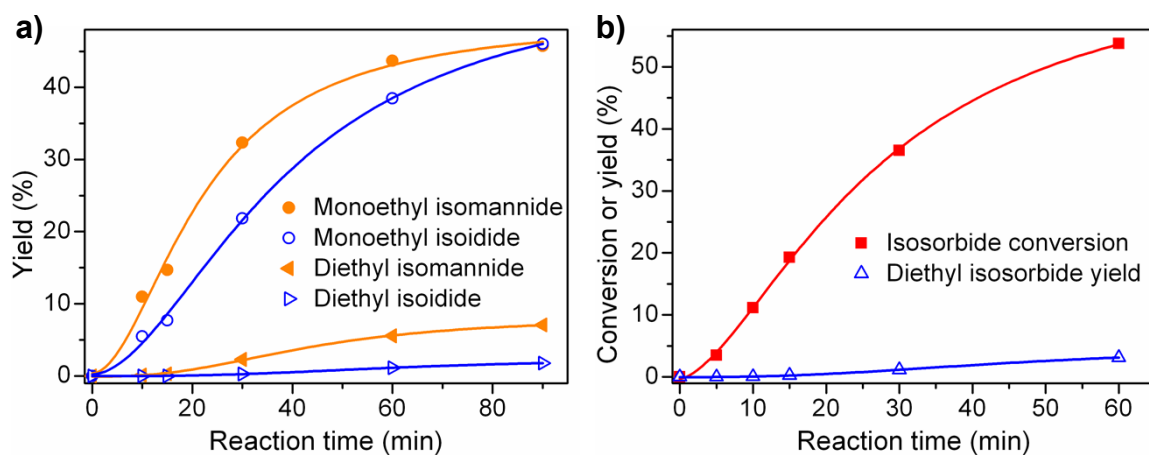 a)
Yield (%)
40
30
20
10
0
Monoethyl isomannide
Monoethyl isoidide
Diethyl isomannide
Diethyl isoidide
0 20 40 60 80
Reaction time (min)
b)
Conversion or yield (%)
50
40
30
20
10
0
Isosorbide conversion
Diethyl isosorbide yield
0 10 20 30 40 50 60
Reaction time (min)